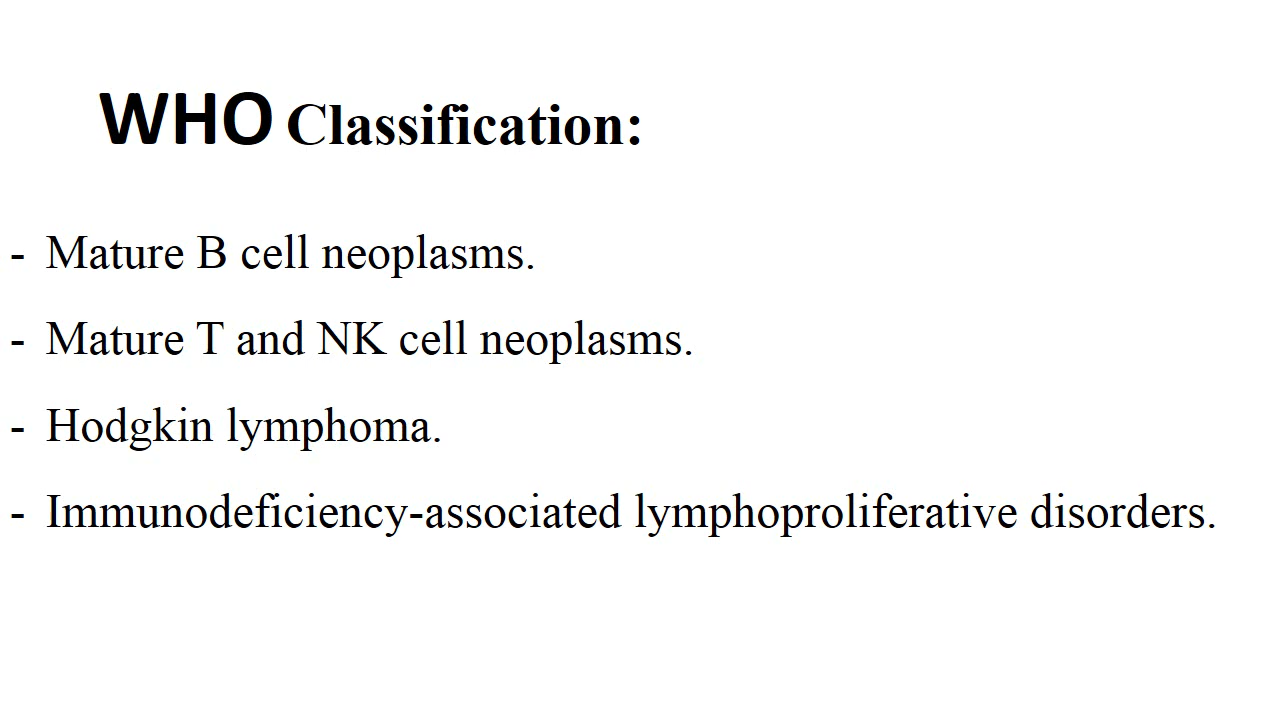 WHO Classification:
- Mature B cell neoplasms.
- Mature T and NK cell neoplasms.
- Hodgkin lymphoma.
- Immunodeficiency-associated lymphoproliferative disorders.